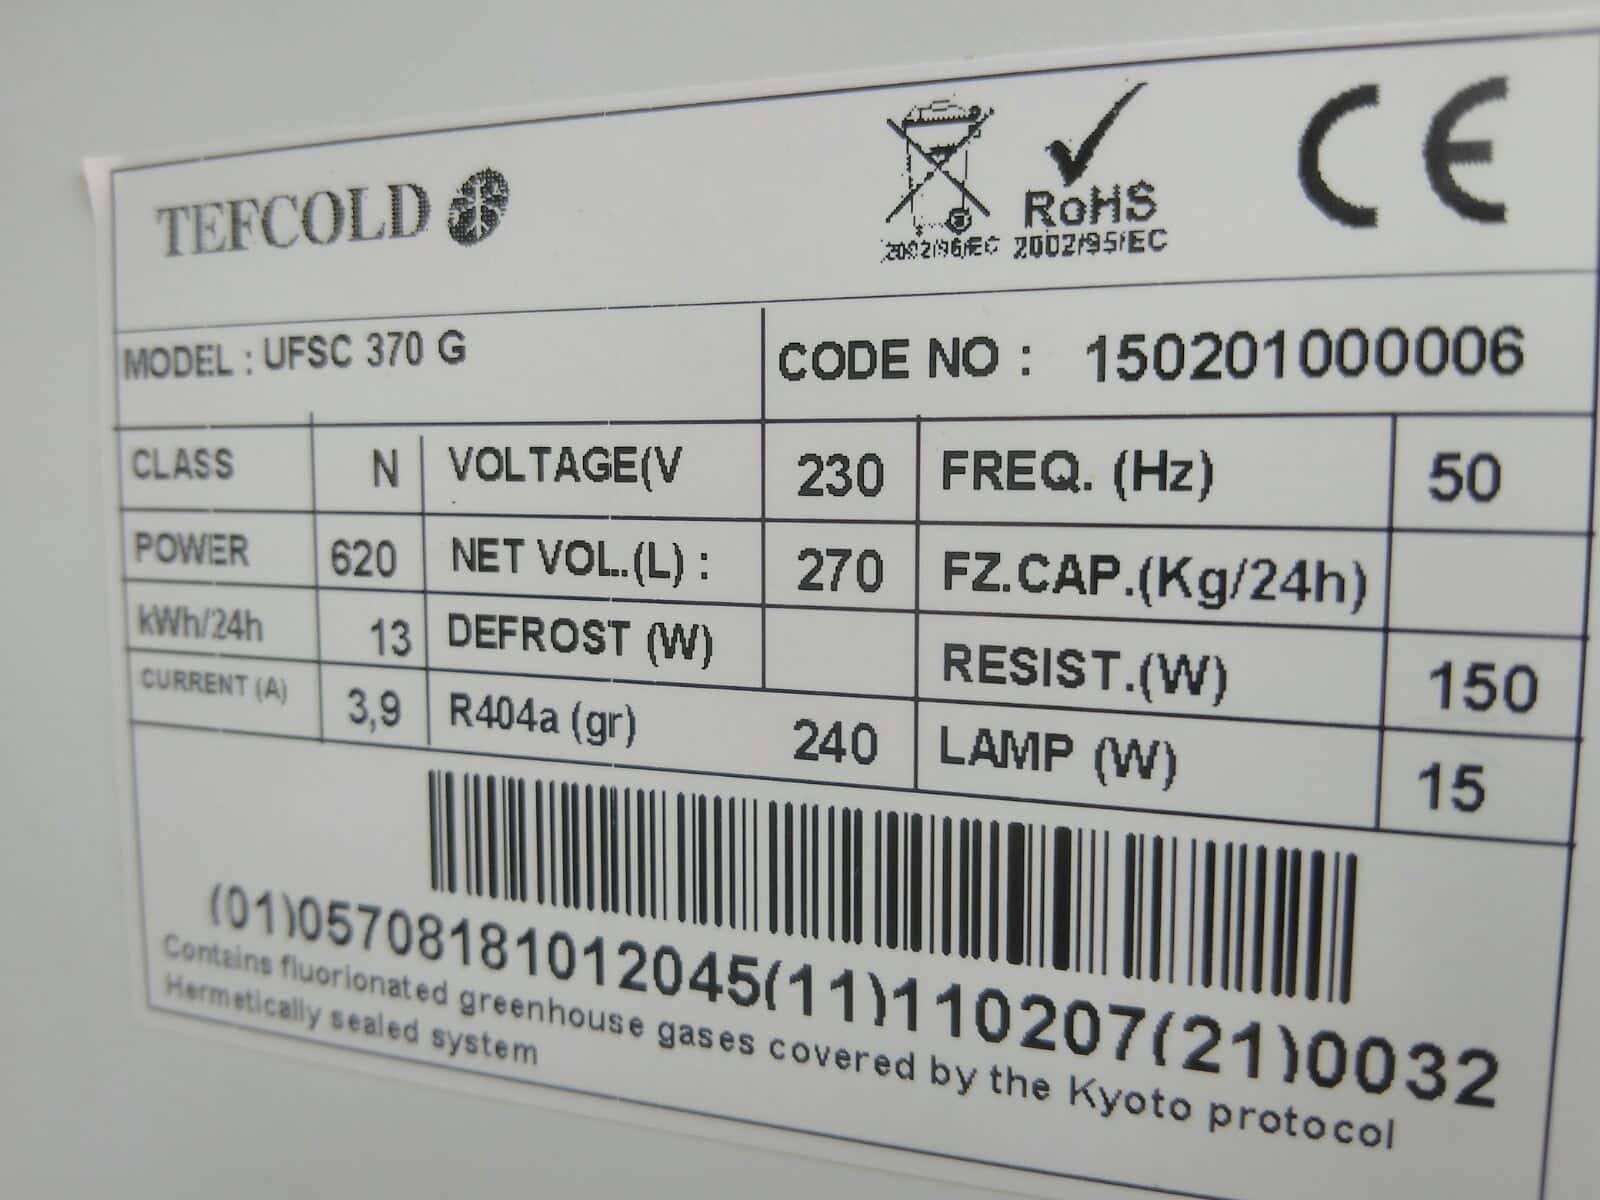 TEFCOLD
2002/96/EC
RoHS
2002/95/EC
CE
MODEL : UFSC 370 G CODE NO : 150201000006
CLASS N VOLTAGE(V 230 FREQ. (Hz) 50
POWER 620 NET VOL.(L) : 270 FZ.CAP.(Kg/24h)
kWh/24h 13 DEFROST (W) RESIST.(W) 150
CURRENT (A) 3,9 R404a (gr) 240 LAMP (W) 15
(01)05708181012045(11)110207(21)0032
Contains fluorionated greenhouse gases covered by the Kyoto protocol
Hermetically sealed system